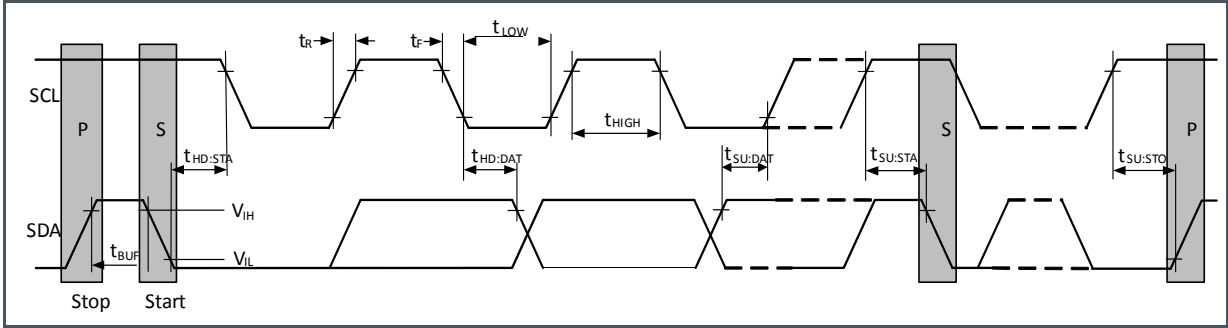 tR tF tLOW
SCL
P S tHIGH S P
tHD:STA tHD:DAT tSU:DAT tSU:STA tSU:STO
VIH
SDA
tBUF VIL
Stop Start